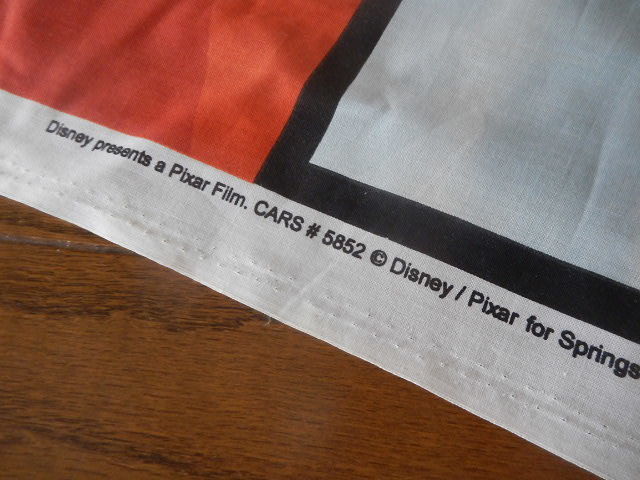 Disney presents a Pixar Film. CARS # 5852 © Disney / Pixar for Springs